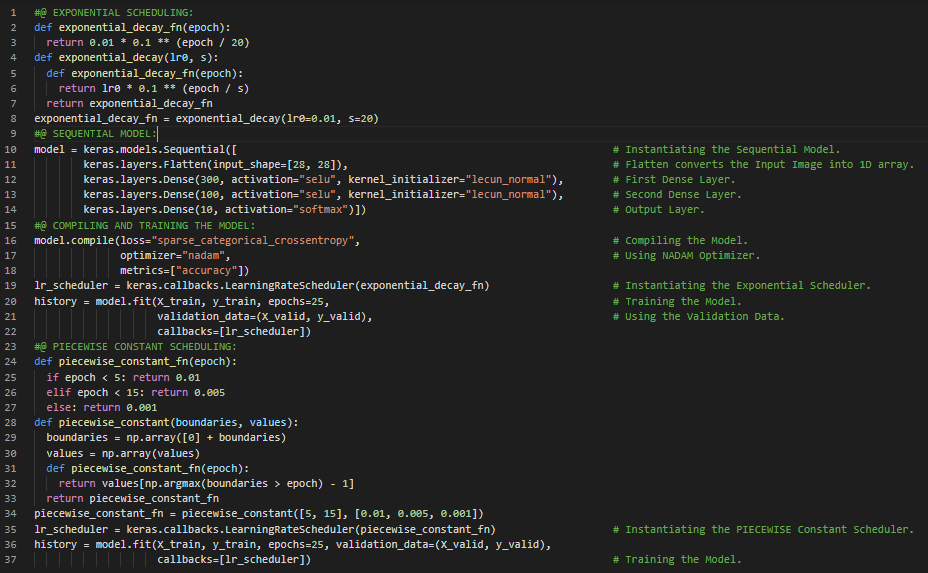 1 #@ EXPONENTIAL SCHEDULING:
2 def exponential_decay_fn(epoch):
3   return 0.01 * 0.1 ** (epoch / 20)
4 def exponential_decay(lr0, s):
5   def exponential_decay_fn(epoch):
6     return lr0 * 0.1 ** (epoch / s)
7   return exponential_decay_fn
8 exponential_decay_fn = exponential_decay(lr0=0.01, s=20)
9 #@ SEQUENTIAL MODEL:
10 model = keras.models.Sequential([                                # Instantiating the Sequential Model.
11         keras.layers.Flatten(input_shape=[28, 28]),              # Flatten converts the Input Image into 1D array.
12         keras.layers.Dense(300, activation="selu", kernel_initializer="lecun_normal"),        # First Dense Layer.
13         keras.layers.Dense(100, activation="selu", kernel_initializer="lecun_normal"),        # Second Dense Layer.
14         keras.layers.Dense(10, activation="softmax")])           # Output Layer.
15 #@ COMPILING AND TRAINING THE MODEL:
16 model.compile(loss="sparse_categorical_crossentropy",            # Compiling the Model.
17               optimizer="nadam",                                 # Using NADAM Optimizer.
18               metrics=["accuracy"])
19 lr_scheduler = keras.callbacks.LearningRateScheduler(exponential_decay_fn)        # Instantiating the Exponential Scheduler.
20 history = model.fit(X_train, y_train, epochs=25,                 # Training the Model.
21                     validation_data=(X_valid, y_valid),          # Using the Validation Data.
22                     callbacks=[lr_scheduler])
23 #@ PIECEWISE CONSTANT SCHEDULING:
24 def piecewise_constant_fn(epoch):
25   if epoch < 5: return 0.01
26   elif epoch < 15: return 0.005
27   else: return 0.001
28 def piecewise_constant(boundaries, values):
29   boundaries = np.array([0] + boundaries)
30   values = np.array(values)
31   def piecewise_constant_fn(epoch):
32     return values[np.argmax(boundaries > epoch) - 1]
33   return piecewise_constant_fn
34 piecewise_constant_fn = piecewise_constant([5, 15], [0.01, 0.005, 0.001])
35 lr_scheduler = keras.callbacks.LearningRateScheduler(piecewise_constant_fn)        # Instantiating the PIECEWISE Constant Scheduler.
36 history = model.fit(X_train, y_train, epochs=25, validation_data=(X_valid, y_valid),
37                     callbacks=[lr_scheduler])                    # Training the Model.